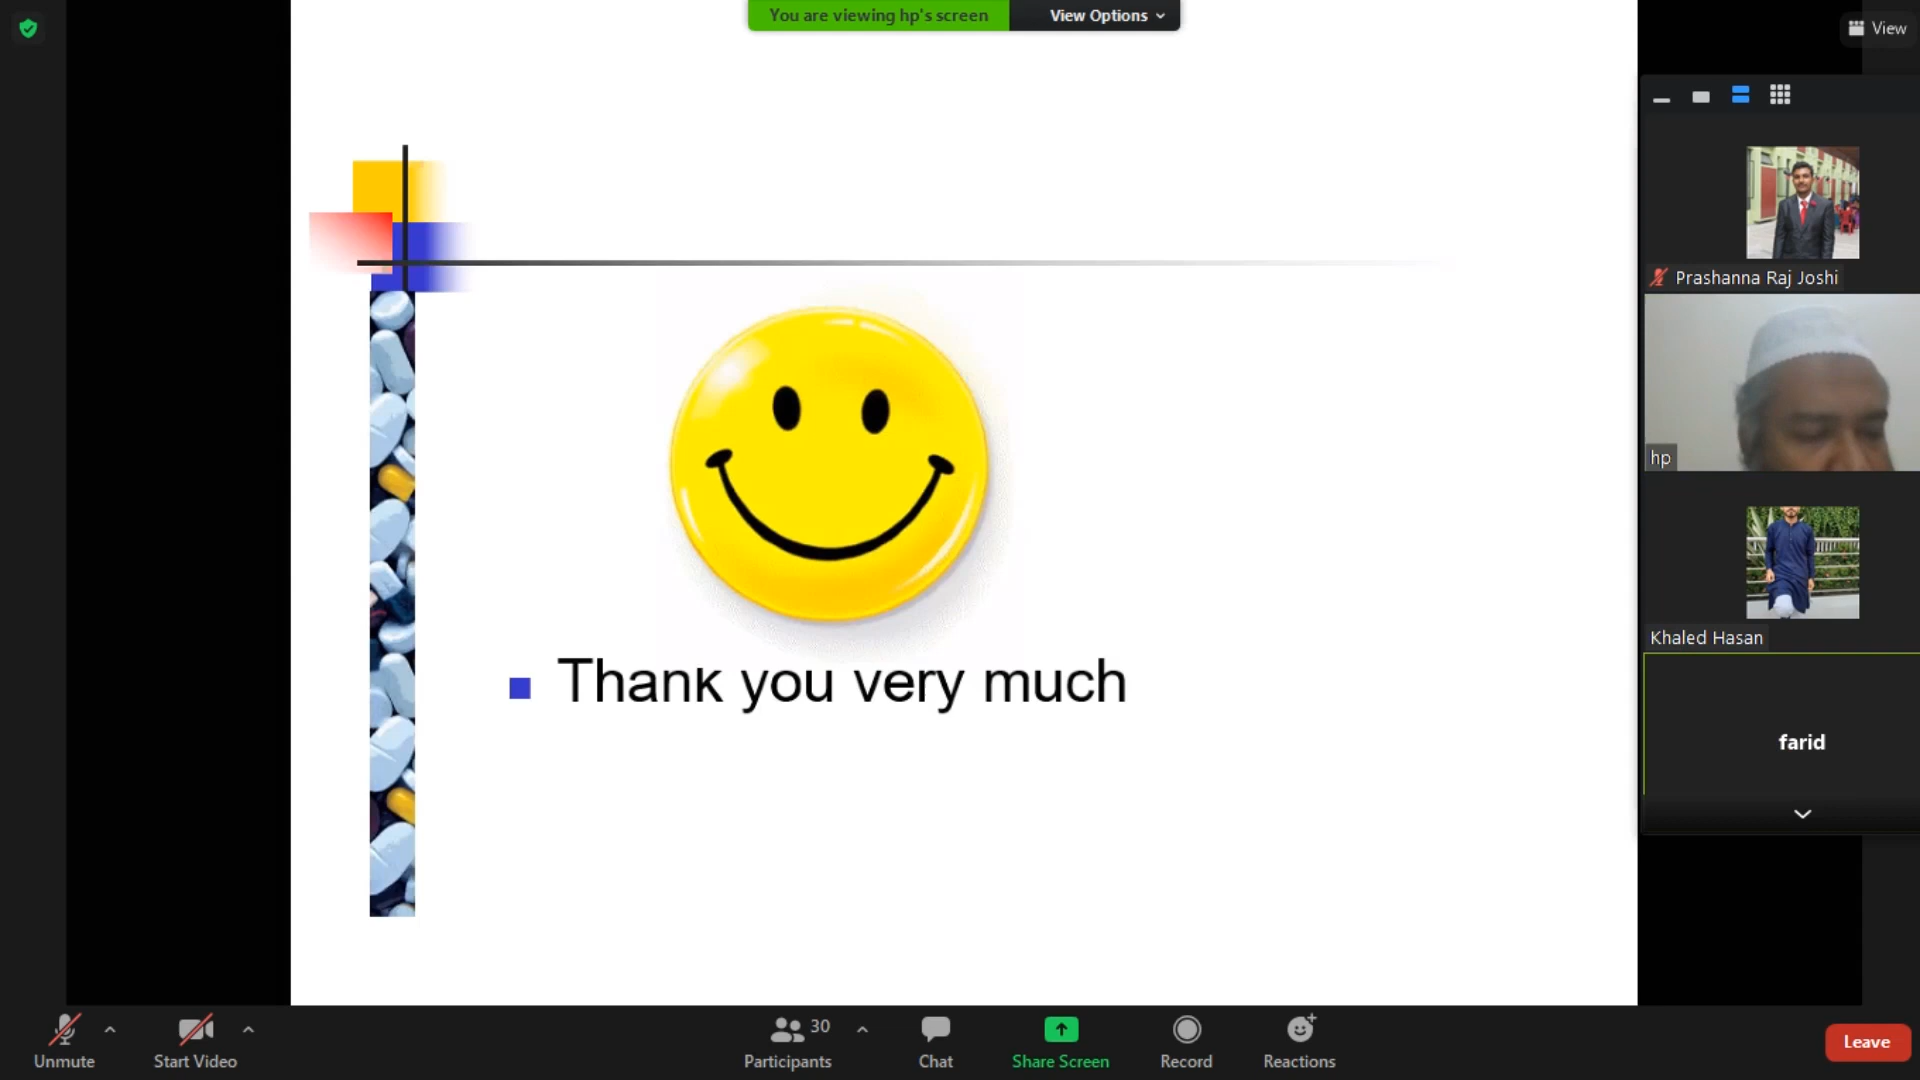 You are viewing hp's screen
View Options
View
Prashanna Raj Joshi
hp
Khaled Hasan
farid
Thank you very much
Unmute
Start Video
30
Participants
Chat
Share Screen
Record
Reactions
Leave